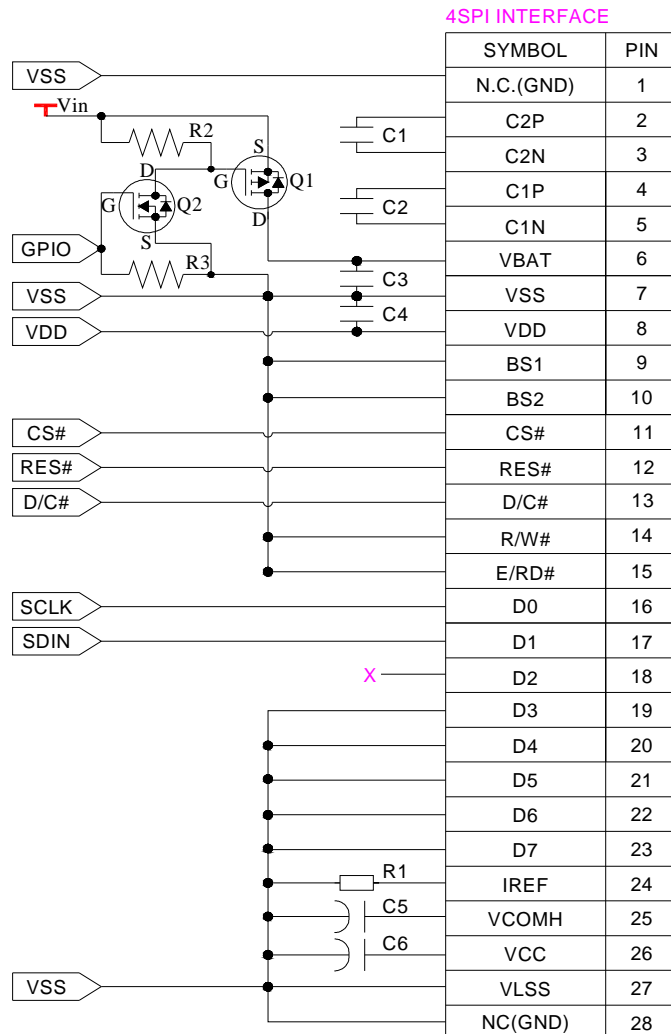 4SPI INTERFACE
SYMBOL PIN
VSS N.C.(GND) 1
Vin
R2 C1 C2P 2
S
C2N 3
D G Q1
G Q2 C2 C1P 4
D
C1N 5
S
GPIO R3 VBAT 6
C3
VSS VSS 7
C4
VDD VDD 8
BS1 9
BS2 10
CS# CS# 11
RES# RES# 12
D/C# D/C# 13
R/W# 14
E/RD# 15
SCLK D0 16
SDIN D1 17
X D2 18
D3 19
D4 20
D5 21
D6 22
D7 23
R1 IREF 24
C5 VCOMH 25
C6 VCC 26
VSS VLSS 27
NC(GND) 28